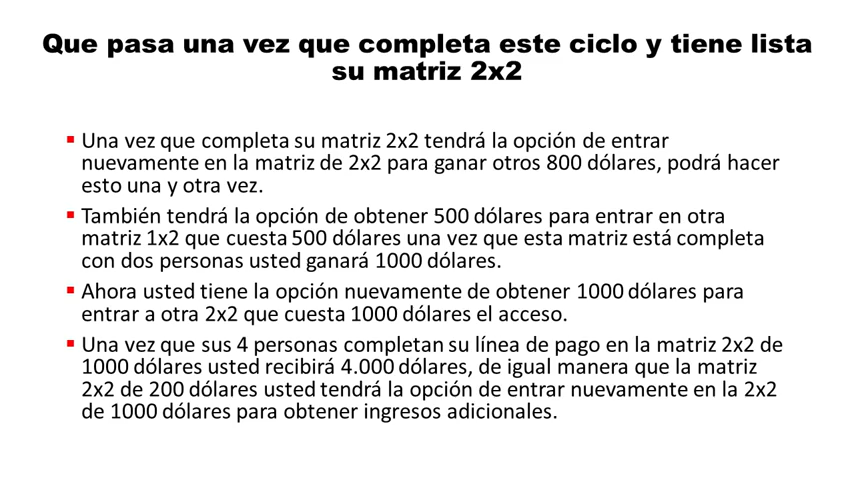 Que pasa una vez que completa este ciclo y tiene lista
su matriz 2x2
▪ Una vez que completa su matriz 2x2 tendrá la opción de entrar
nuevamente en la matriz de 2x2 para ganar otros 800 dólares, podrá hacer
esto una y otra vez.
▪ También tendrá la opción de obtener 500 dólares para entrar en otra
matriz 1x2 que cuesta 500 dólares una vez que esta matriz está completa
con dos personas usted ganará 1000 dólares.
▪ Ahora usted tiene la opción nuevamente de obtener 1000 dólares para
entrar a otra 2x2 que cuesta 1000 dólares el acceso.
▪ Una vez que sus 4 personas completan su línea de pago en la matriz 2x2 de
1000 dólares usted recibirá 4.000 dólares, de igual manera que la matriz
2x2 de 200 dólares usted tendrá la opción de entrar nuevamente en la 2x2
de 1000 dólares para obtener ingresos adicionales.